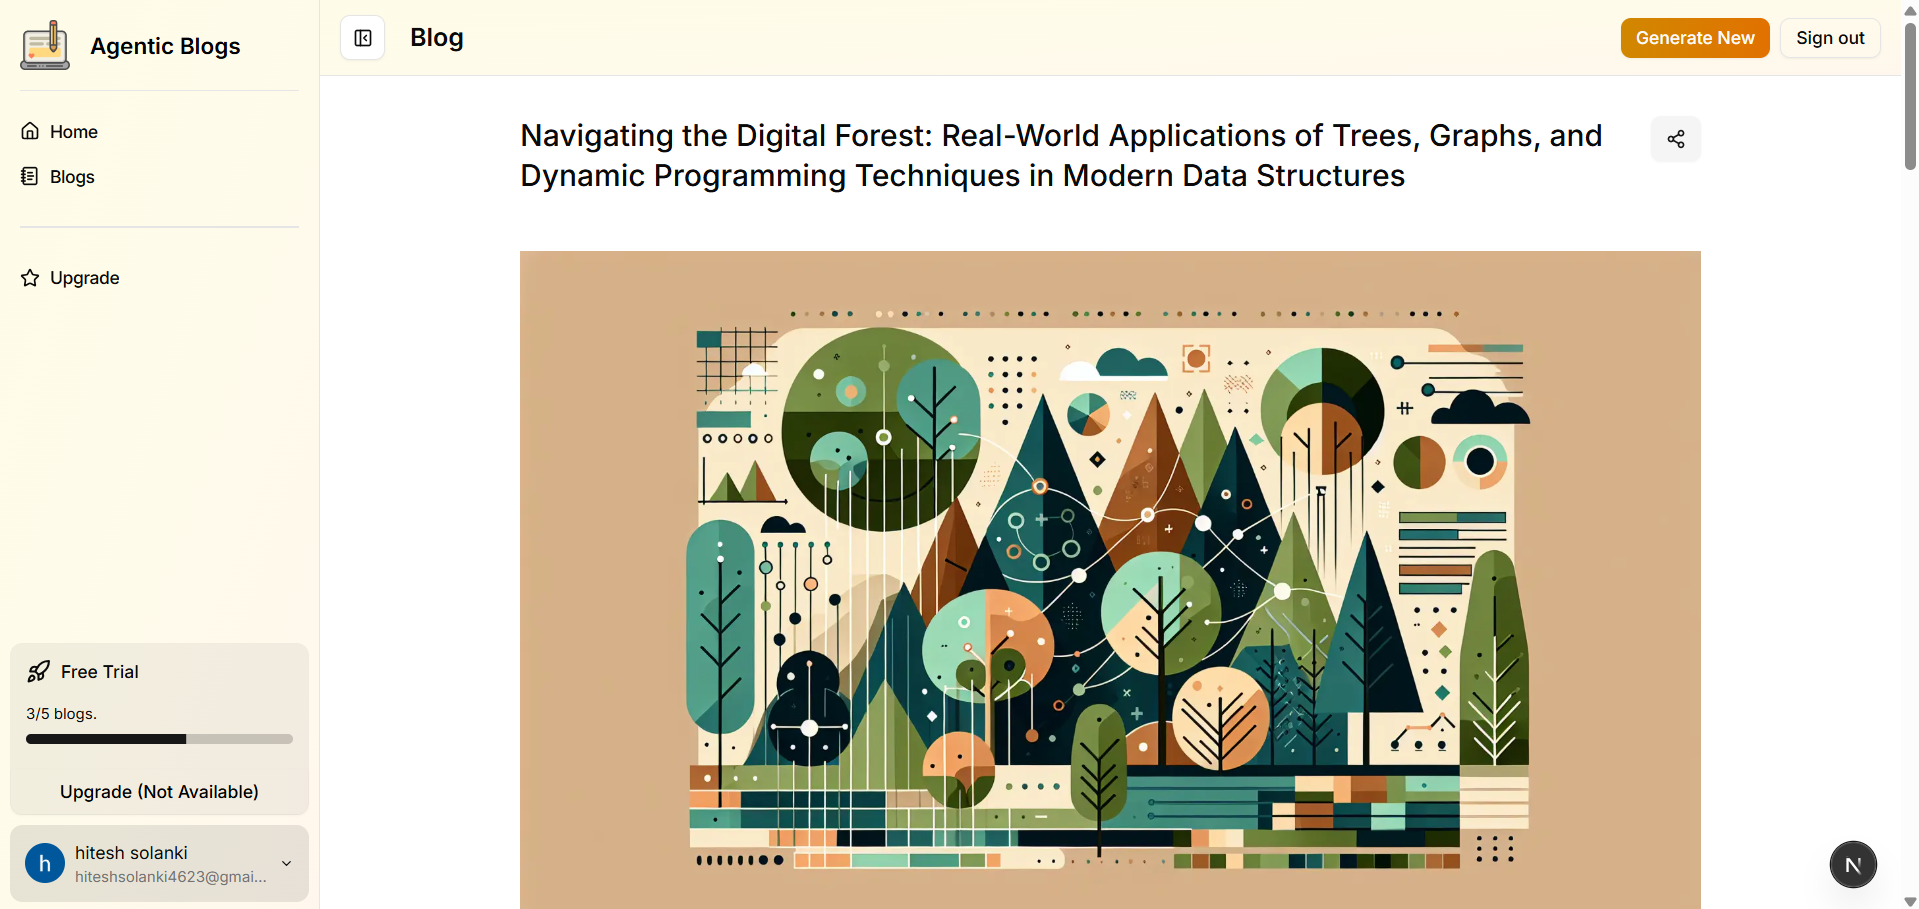 Agentic Blogs
Home
Blogs
Upgrade
Free Trial
3/5 blogs.
Upgrade (Not Available)
h
hitesh solanki
hiteshsolanki4623@gmai...
Blog
Generate New
Sign out
Navigating the Digital Forest: Real-World Applications of Trees, Graphs, and
Dynamic Programming Techniques in Modern Data Structures
N